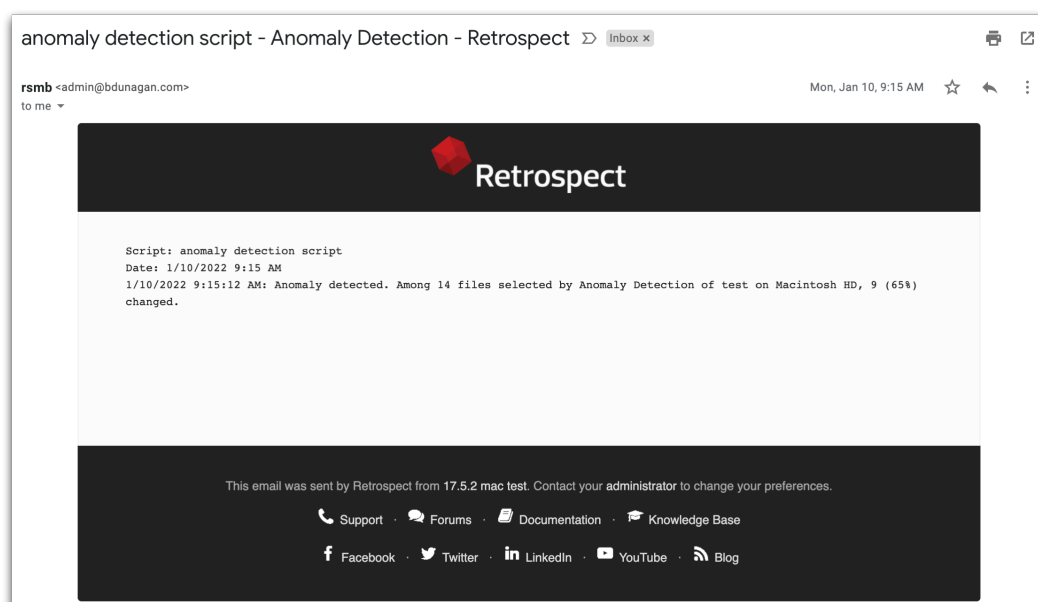 anomaly detection script - Anomaly Detection - Retrospect Inbox ×
rsmb <admin@bdunagan.com> Mon, Jan 10, 9:15 AM
to me
Retrospect
Script: anomaly detection script
Date: 1/10/2022 9:15 AM
1/10/2022 9:15:12 AM: Anomaly detected. Among 14 files selected by Anomaly Detection of test on Macintosh HD, 9 (65%)
changed.
This email was sent by Retrospect from 17.5.2 mac test. Contact your administrator to change your preferences.
Support · Forums · Documentation · Knowledge Base
Facebook · Twitter · LinkedIn · YouTube · Blog